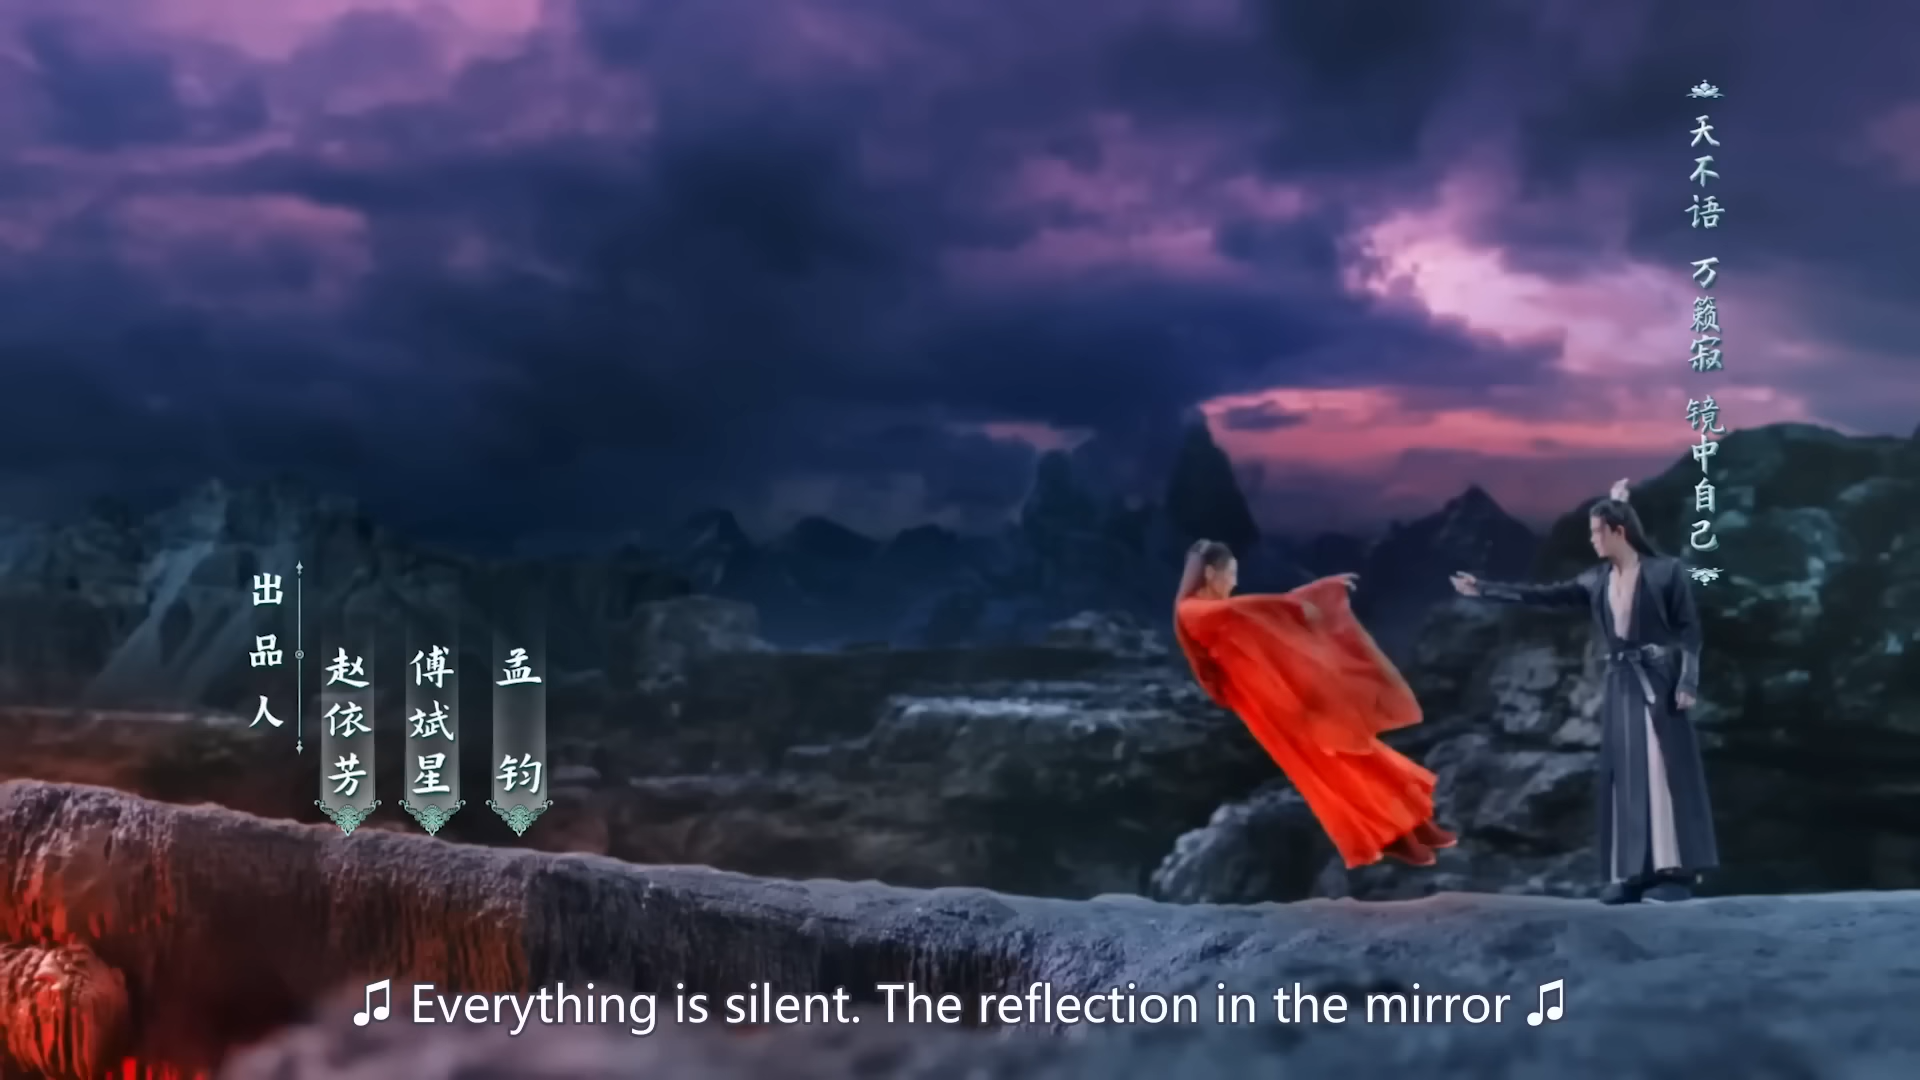 天不语 万籁寂 镜中自己
出品人
赵依芳
傅斌星
孟钧
♫ Everything is silent. The reflection in the mirror ♫